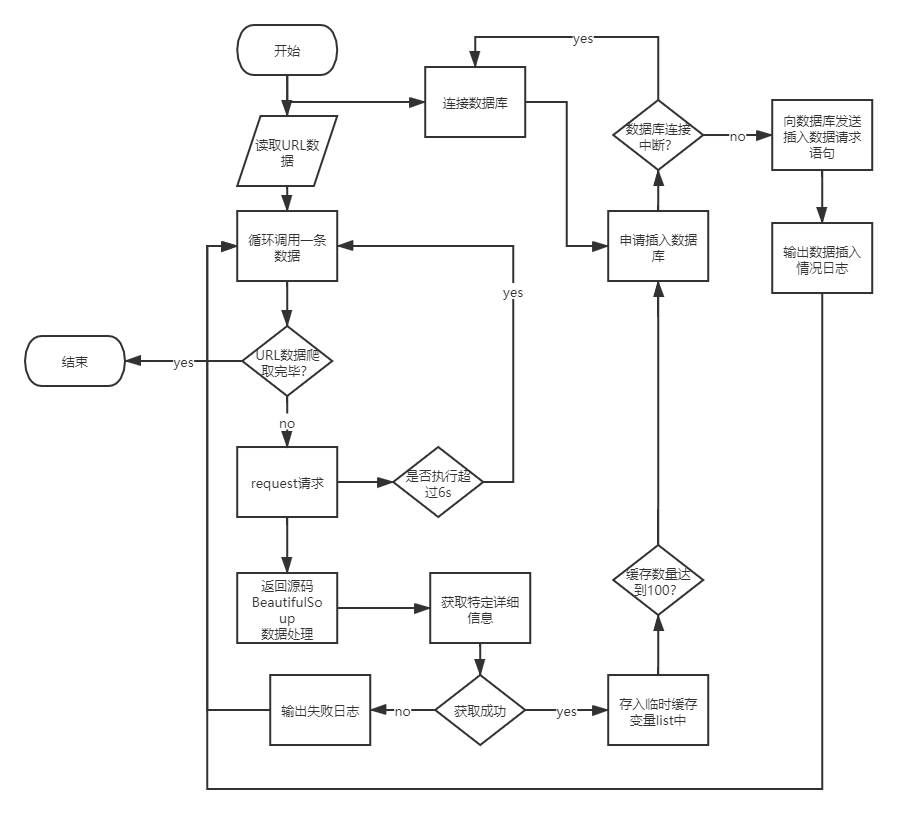 开始
yes
连接数据库
数据库连接
中断?
no
向数据库发送
插入数据请求
语句
读取URL数
据
循环调用一条
数据
申请插入数据
库
输出数据插入
情况日志
yes
结束
yes
URL数据爬
取完毕?
no
request请求
是否执行超
过6s
返回源码
BeautifulSo
up
数据处理
获取特定详细
信息
缓存数量达
到100?
输出失败日志
no
获取成功
yes
存入临时缓存
变量list中